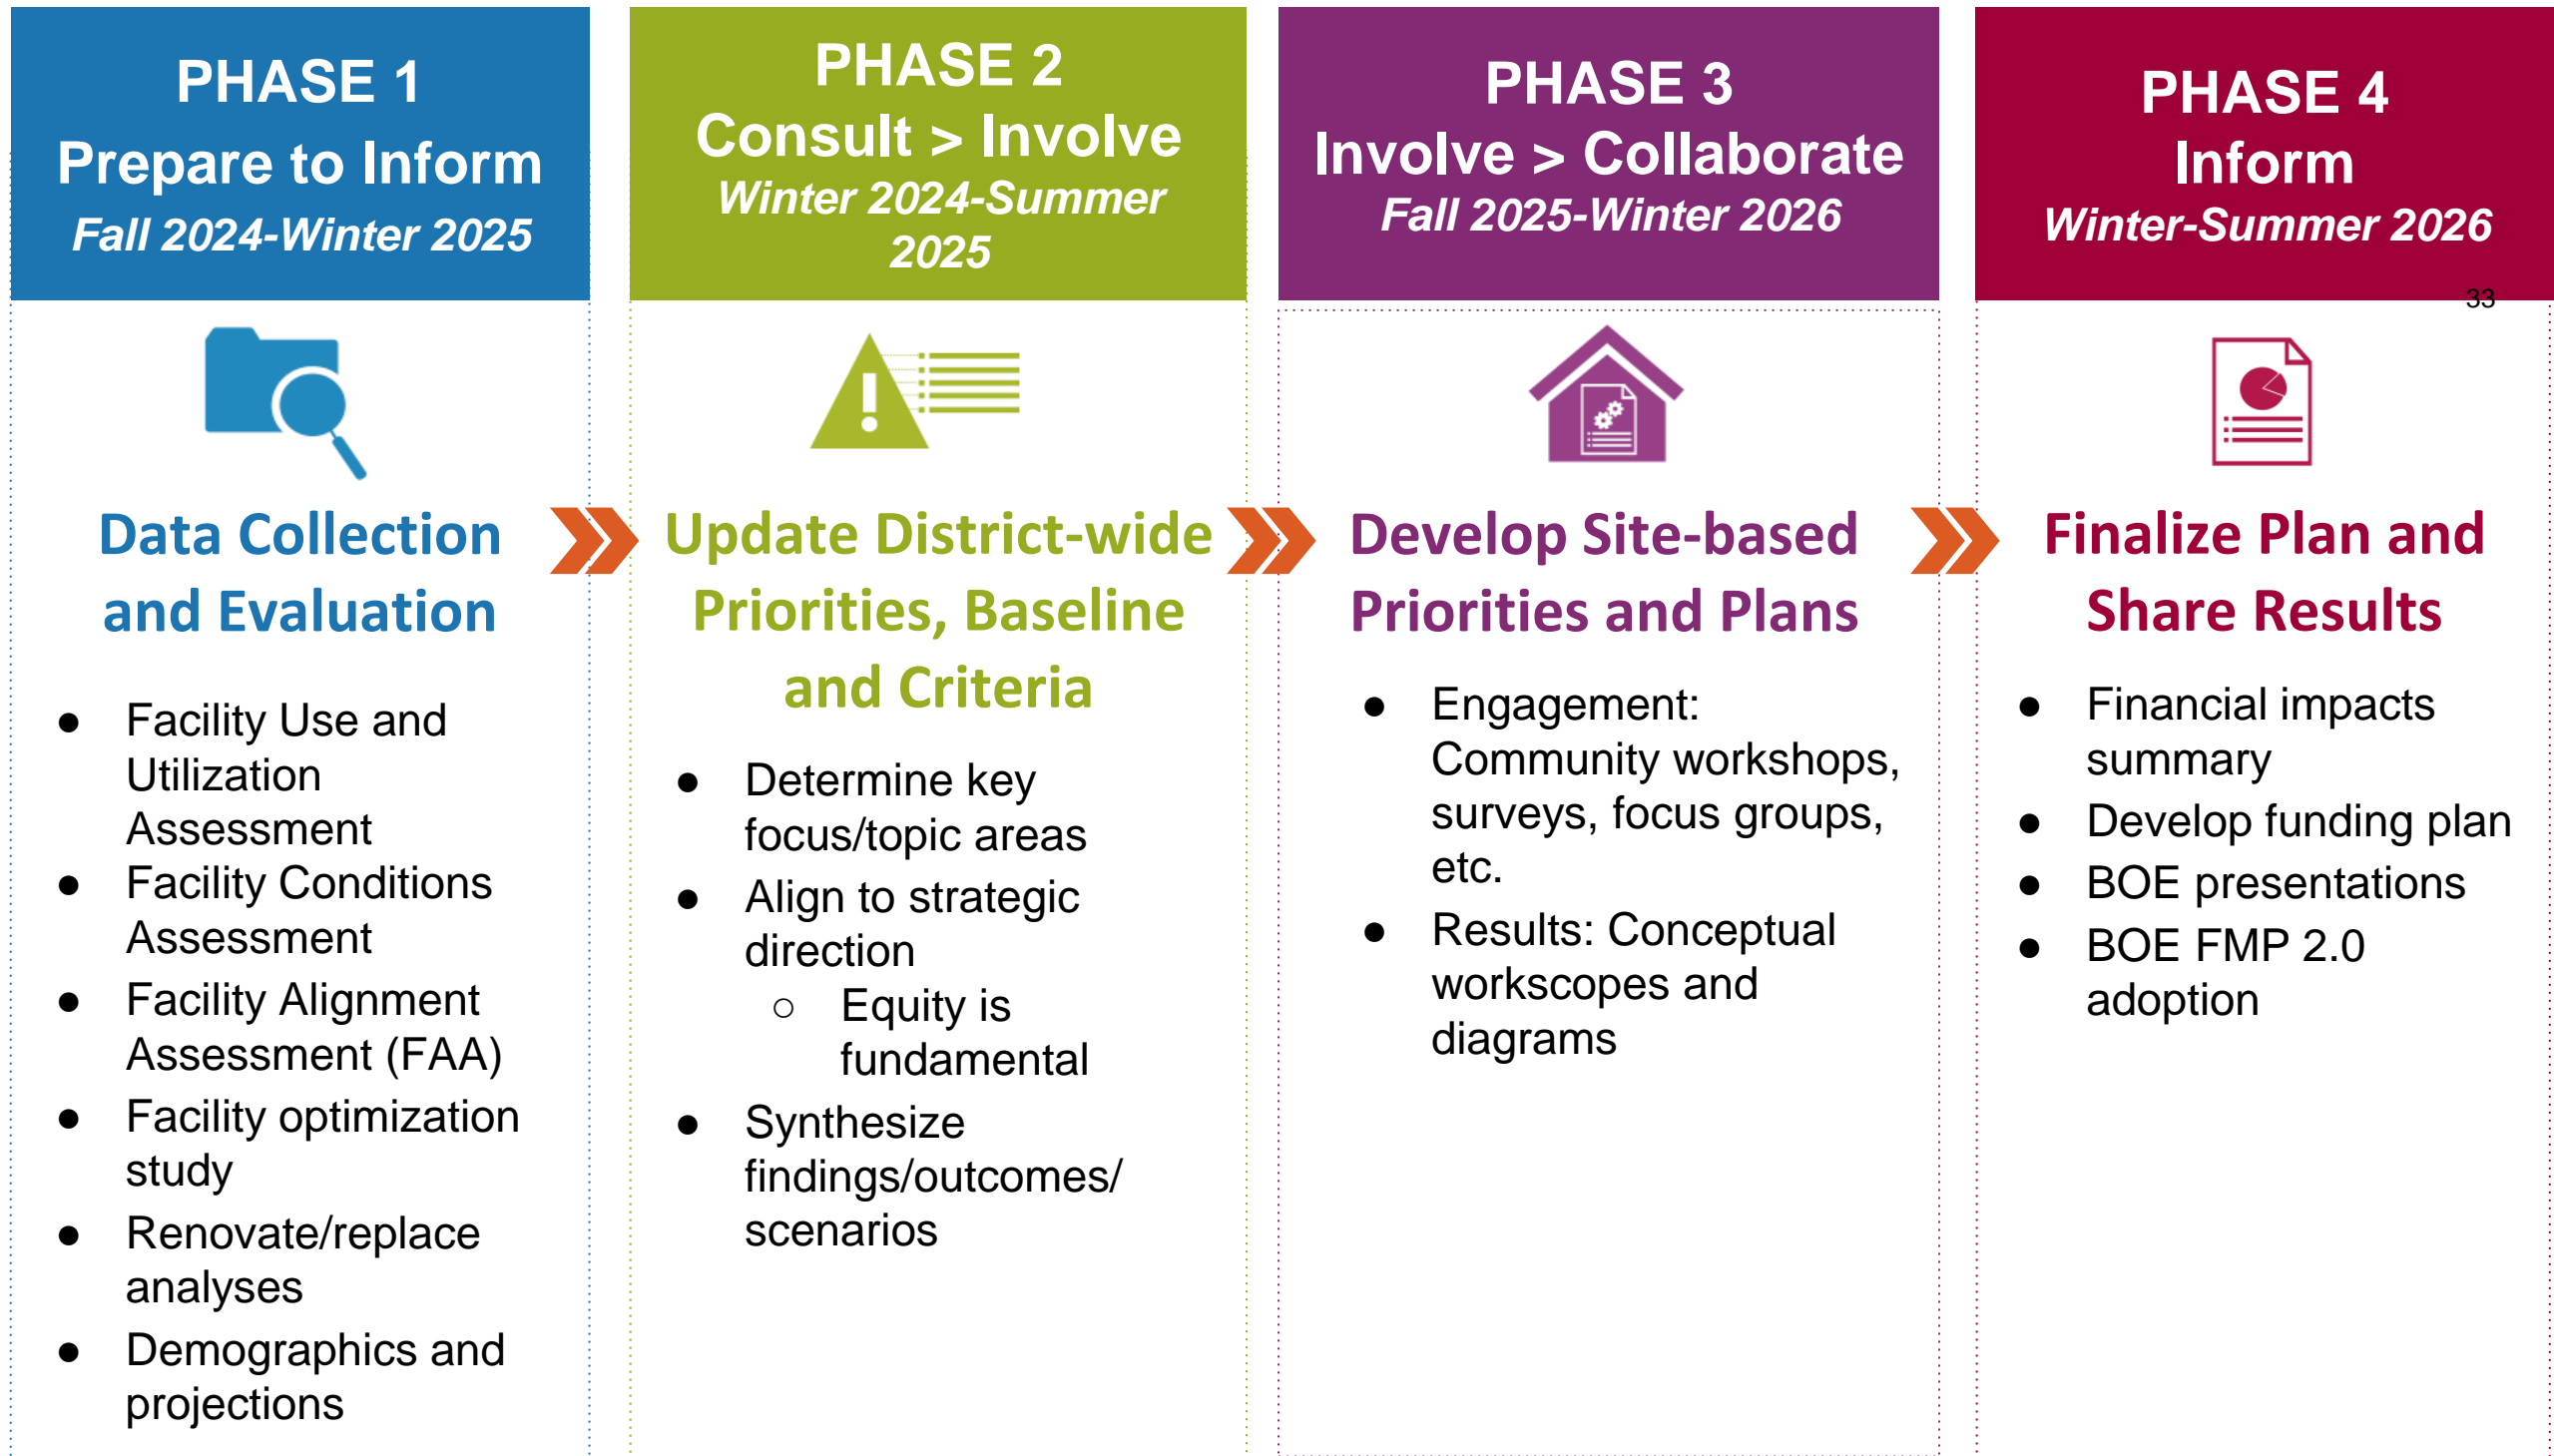 PHASE 1
Prepare to Inform
Fall 2024-Winter 2025
Data Collection
and Evaluation
● Facility Use and
Utilization
Assessment
● Facility Conditions
Assessment
● Facility Alignment
Assessment (FAA)
● Facility optimization
study
● Renovate/replace
analyses
● Demographics and
projections
PHASE 2
Consult > Involve
Winter 2024-Summer
2025
Update District-wide
Priorities, Baseline
and Criteria
● Determine key
focus/topic areas
● Align to strategic
direction
○ Equity is
fundamental
● Synthesize
findings/outcomes/
scenarios
PHASE 3
Involve > Collaborate
Fall 2025-Winter 2026
Develop Site-based
Priorities and Plans
● Engagement:
Community workshops,
surveys, focus groups,
etc.
● Results: Conceptual
workscopes and
diagrams
PHASE 4
Inform
Winter-Summer 2026
33
Finalize Plan and
Share Results
● Financial impacts
summary
● Develop funding plan
● BOE presentations
● BOE FMP 2.0
adoption